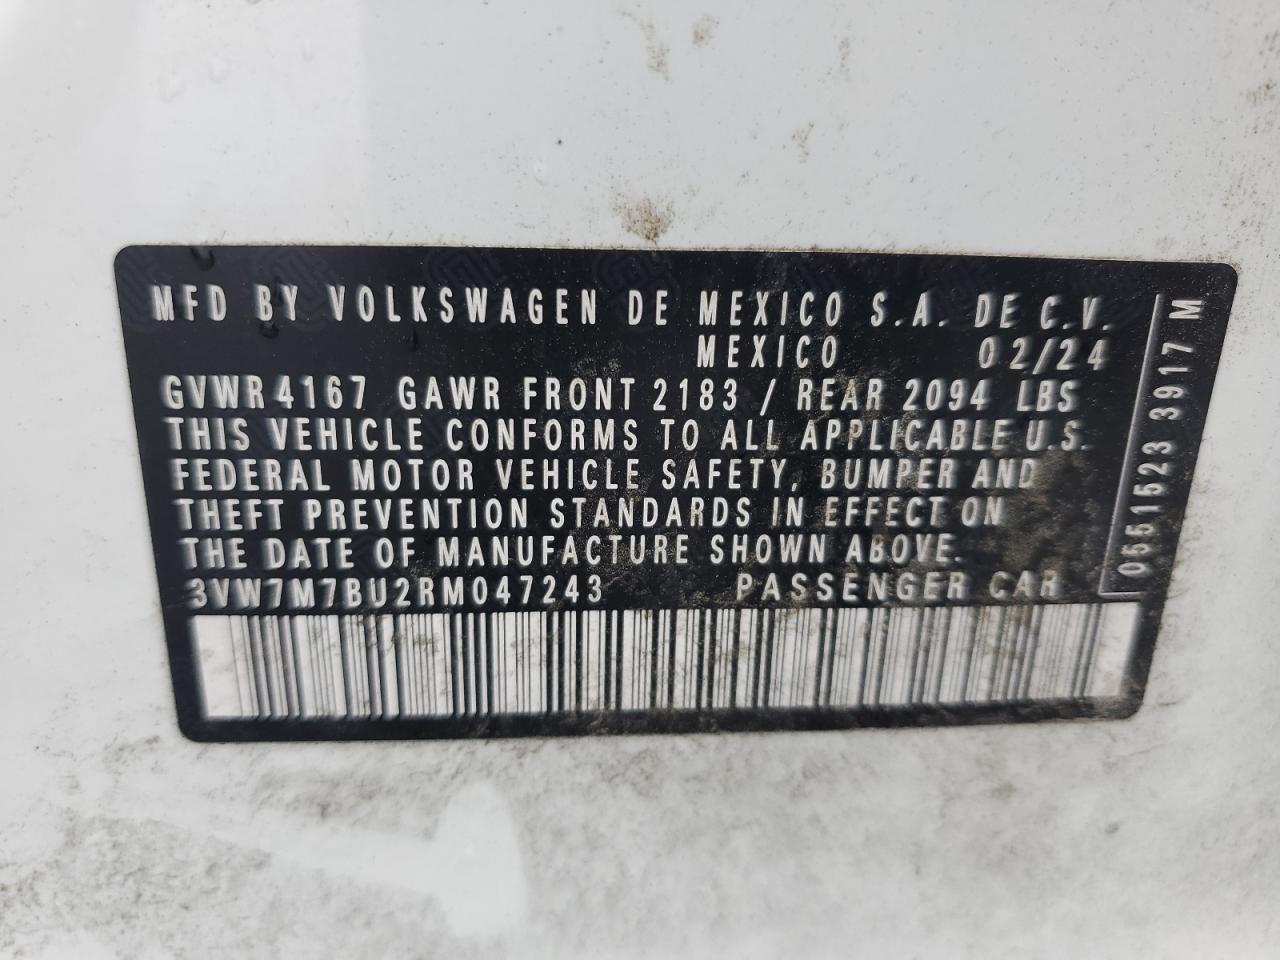 MFD BY VOLKSWAGEN DE MEXICO S.A. DE C.V.
MEXICO 02/24
GVWR 4167 GAWR FRONT 2183 / REAR 2094 LBS
THIS VEHICLE CONFORMS TO ALL APPLICABLE U.S.
FEDERAL MOTOR VEHICLE SAFETY, BUMPER AND
THEFT PREVENTION STANDARDS IN EFFECT ON
THE DATE OF MANUFACTURE SHOWN ABOVE.
3VW7M7BU2RM047243 PASSENGER CAR
0551523 3917 M